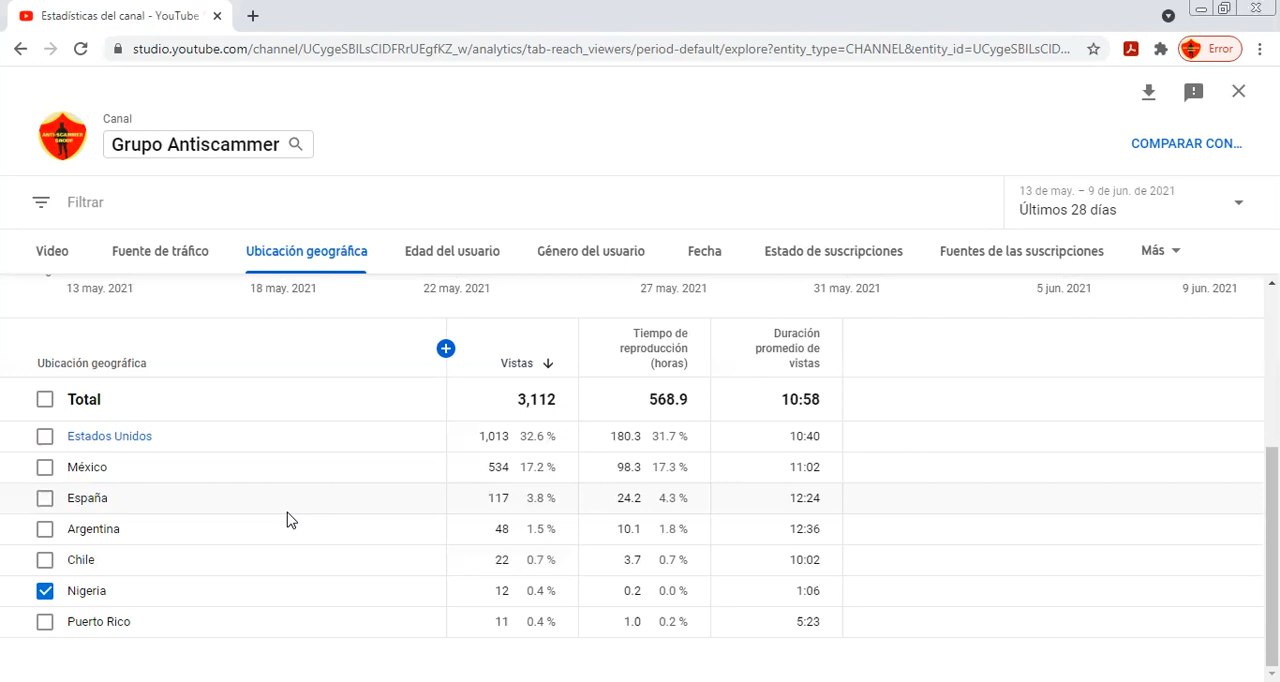 Estadísticas del canal - YouTube
studio.youtube.com/channel/UCygeSBILsCIDFRrUEgfKZ_w/analytics/tab-reach_viewers/period-default/explore?entity_type=CHANNEL&entity_id=UCygeSBILsCID...
Error
ANTI-SCAMMER
GROUP
Canal
Grupo Antiscammer
COMPARAR CON...
Filtrar
13 de may. – 9 de jun. de 2021
Últimos 28 días
Video Fuente de tráfico Ubicación geográfica Edad del usuario Género del usuario Fecha Estado de suscripciones Fuentes de las suscripciones Más
13 may. 2021 18 may. 2021 22 may. 2021 27 may. 2021 31 may. 2021 5 jun. 2021 9 jun. 2021
Ubicación geográfica
Vistas
Tiempo de
reproducción
(horas)
Duración
promedio de
vistas
Total 3,112 568.9 10:58
Estados Unidos 1,013 32.6 % 180.3 31.7 % 10:40
México 534 17.2 % 98.3 17.3 % 11:02
España 117 3.8 % 24.2 4.3 % 12:24
Argentina 48 1.5 % 10.1 1.8 % 12:36
Chile 22 0.7 % 3.7 0.7 % 10:02
Nigeria 12 0.4 % 0.2 0.0 % 1:06
Puerto Rico 11 0.4 % 1.0 0.2 % 5:23